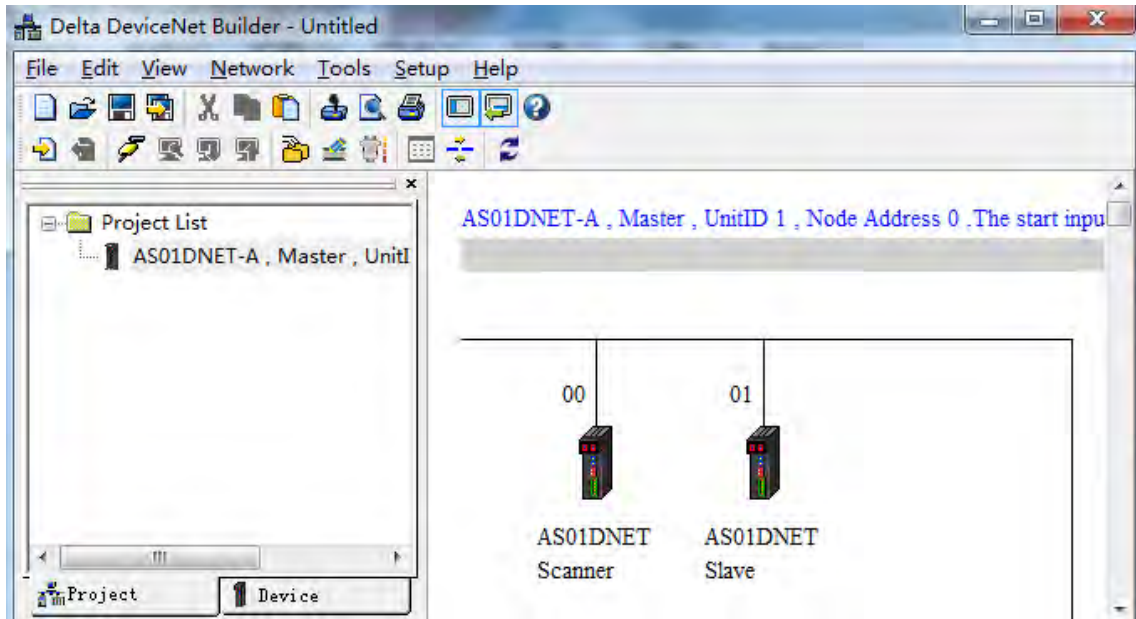 Delta DeviceNet Builder - Untitled
File Edit View Network Tools Setup Help
Project List
AS01DNET-A , Master , UnitI
Project Device
AS01DNET-A , Master , UnitID 1 , Node Address 0 .The start inpu
00 01
AS01DNET AS01DNET
Scanner Slave